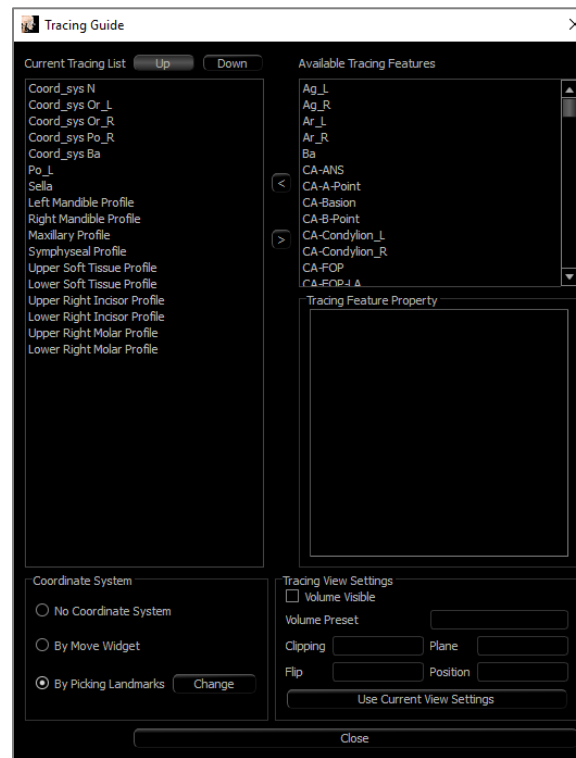 Tracing Guide
Current Tracing List Up Down
Coord_sys N
Coord_sys Or_L
Coord_sys Or_R
Coord_sys Po_R
Coord_sys Ba
Po_L
Sella
Left Mandible Profile
Right Mandible Profile
Maxillary Profile
Symphyseal Profile
Upper Soft Tissue Profile
Lower Soft Tissue Profile
Upper Right Incisor Profile
Lower Right Incisor Profile
Upper Right Molar Profile
Lower Right Molar Profile
<
>
Available Tracing Features
Ag_L
Ag_R
Ar_L
Ar_R
Ba
CA-ANS
CA-A-Point
CA-Basion
CA-B-Point
CA-Condylion_L
CA-Condylion_R
CA-FOP
CA-FOP-LA
Tracing Feature Property
Coordinate System
No Coordinate System
By Move Widget
By Picking Landmarks Change
Tracing View Settings
Volume Visible
Volume Preset
Clipping Plane
Flip Position
Use Current View Settings
Close